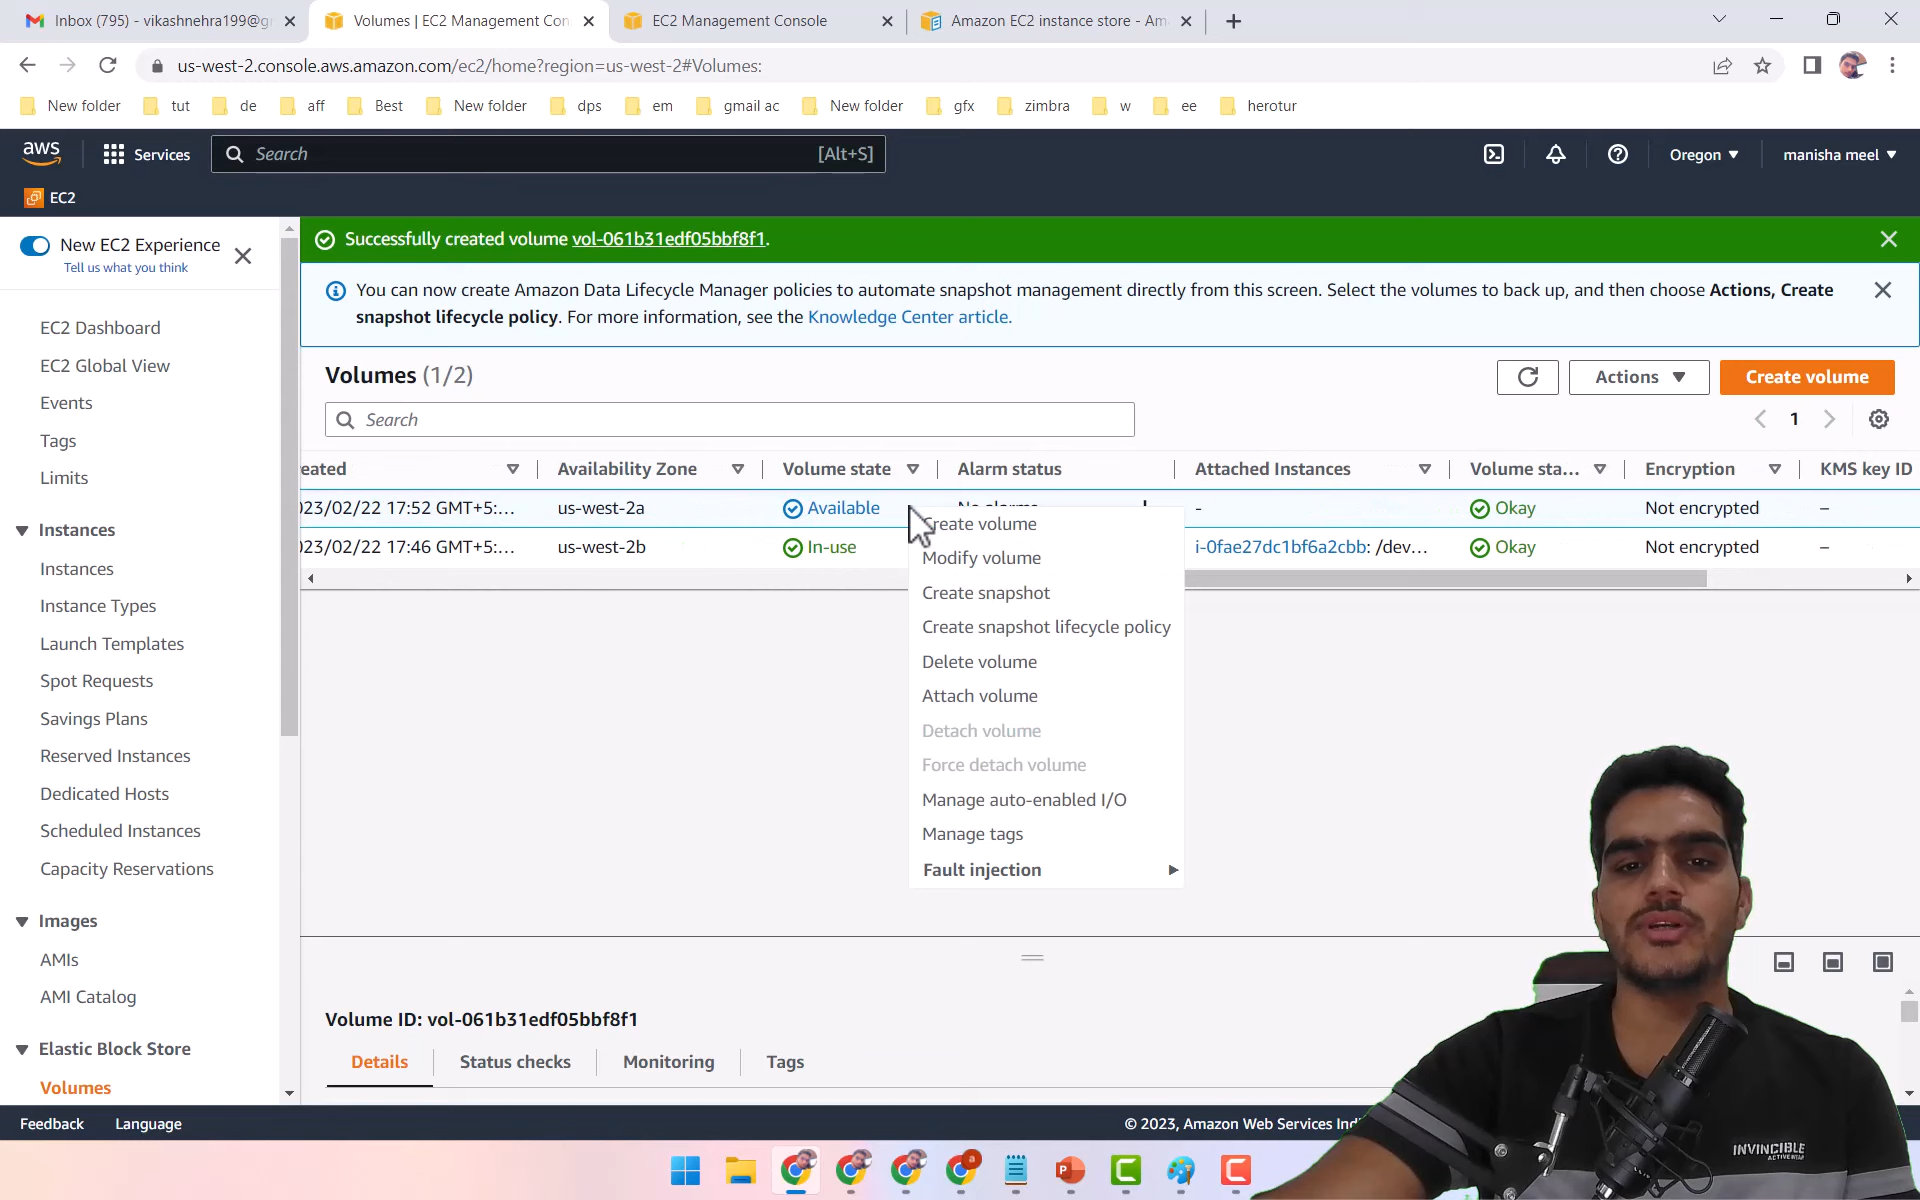 Inbox (795) - vikashnehra199@g
Volumes | EC2 Management Con
EC2 Management Console
Amazon EC2 instance store - Am
us-west-2.console.aws.amazon.com/ec2/home?region=us-west-2#Volumes:
New folder
tut
de
aff
Best
New folder
dps
em
gmail ac
New folder
gfx
zimbra
w
ee
herotur
aws
Services
Search
[Alt+S]
Oregon
manisha meel
EC2
New EC2 Experience
Tell us what you think
EC2 Dashboard
EC2 Global View
Events
Tags
Limits
Instances
Instances
Instance Types
Launch Templates
Spot Requests
Savings Plans
Reserved Instances
Dedicated Hosts
Scheduled Instances
Capacity Reservations
Images
AMIs
AMI Catalog
Elastic Block Store
Volumes
Successfully created volume vol-061b31edf05bbf8f1.
You can now create Amazon Data Lifecycle Manager policies to automate snapshot management directly from this screen. Select the volumes to back up, and then choose Actions, Create
snapshot lifecycle policy. For more information, see the Knowledge Center article.
Volumes (1/2)
Actions
Create volume
Search
1
eated
Availability Zone
Volume state
Alarm status
Attached Instances
Volume sta...
Encryption
KMS key ID
023/02/22 17:52 GMT+5:...
us-west-2a
Available
No alarms
-
Okay
Not encrypted
–
023/02/22 17:46 GMT+5:...
us-west-2b
In-use
i-0fae27dc1bf6a2cbb: /dev...
Okay
Not encrypted
–
Create volume
Modify volume
Create snapshot
Create snapshot lifecycle policy
Delete volume
Attach volume
Detach volume
Force detach volume
Manage auto-enabled I/O
Manage tags
Fault injection
Volume ID: vol-061b31edf05bbf8f1
Details
Status checks
Monitoring
Tags
Feedback
Language
© 2023, Amazon Web Services Indi
INVINCIBLE
ACTIVEWEAR